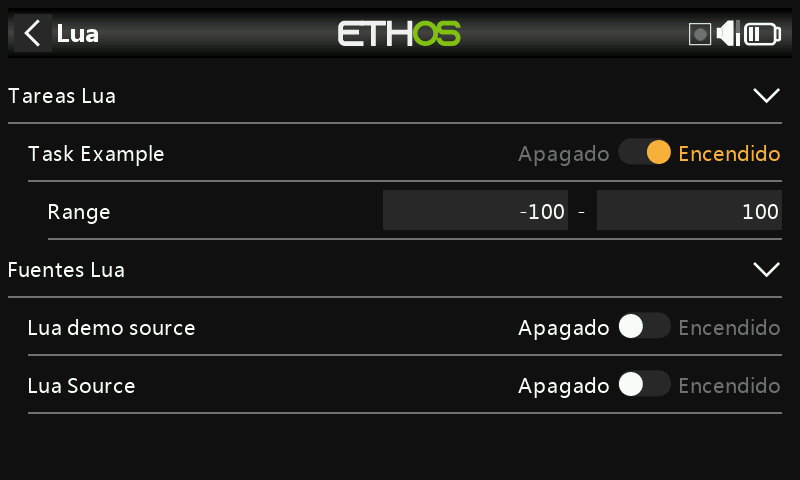 Lua ETHOS
Tareas Lua
Task Example Apagado Encendido
Range -100 - 100
Fuentes Lua
Lua demo source Apagado Encendido
Lua Source Apagado Encendido